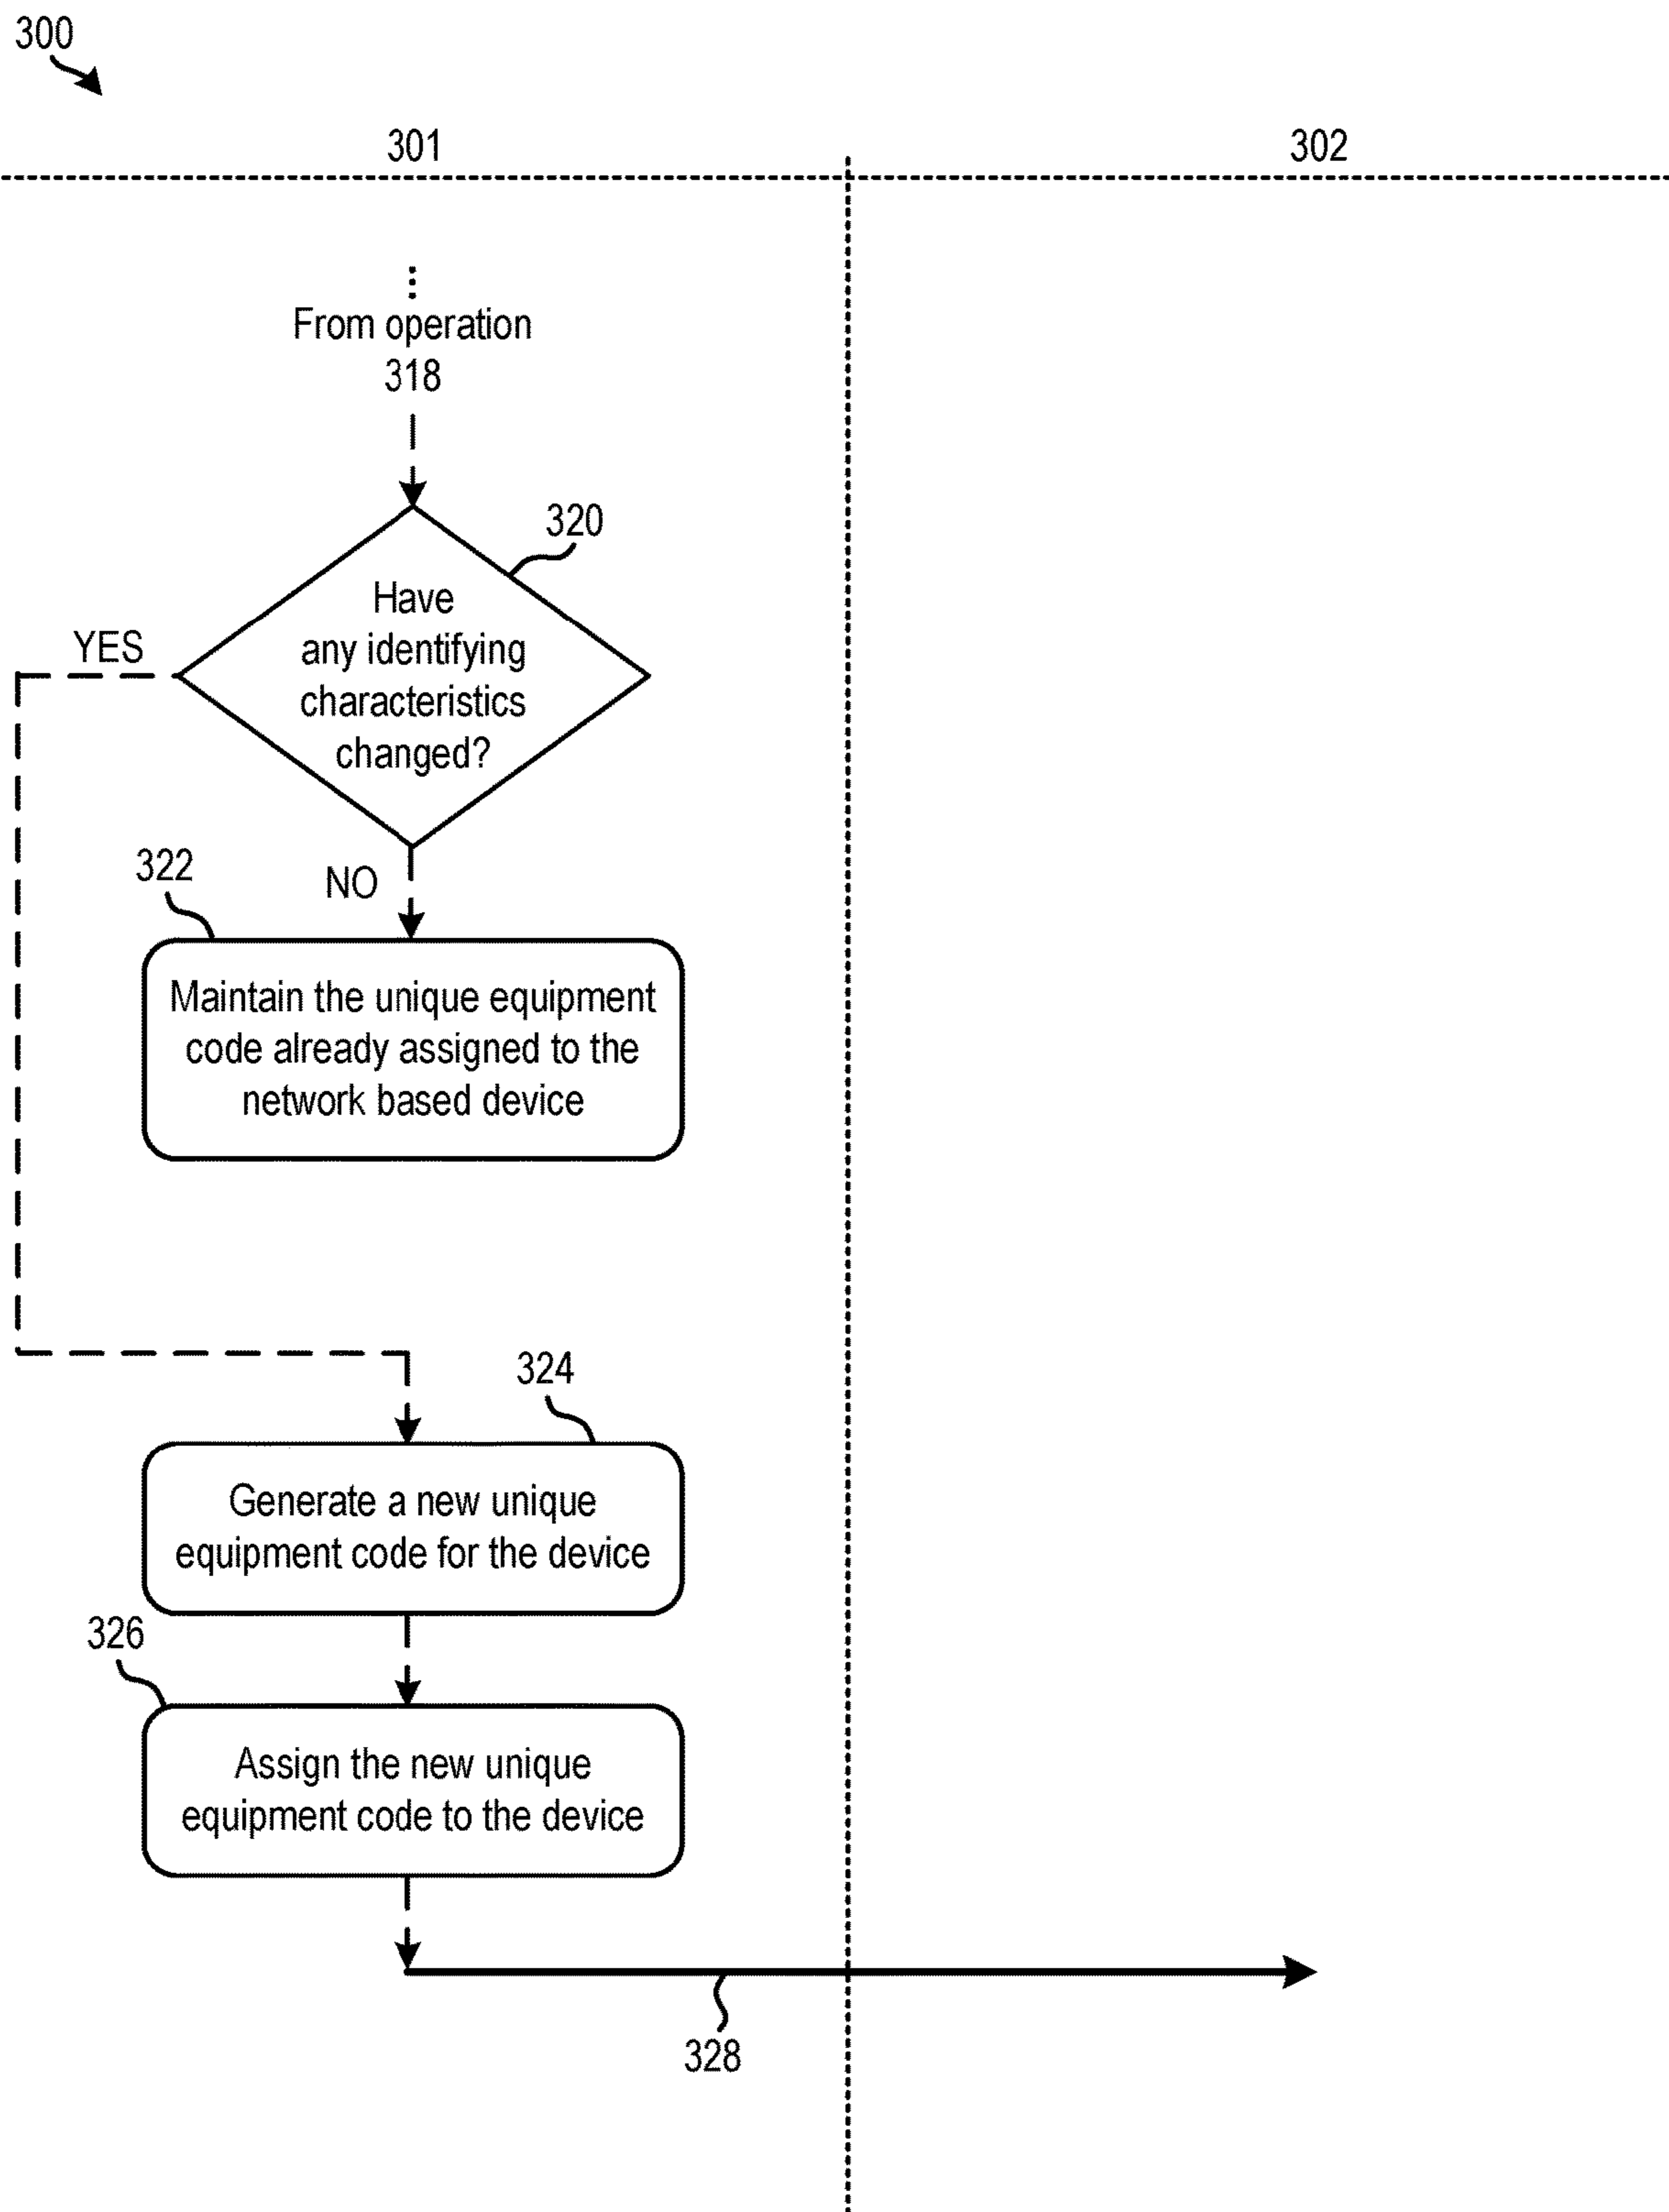 300
301
302
From operation
318
320
Have
any identifying
characteristics
changed?
YES
NO
322
Maintain the unique equipment
code already assigned to the
network based device
324
Generate a new unique
equipment code for the device
326
Assign the new unique
equipment code to the device
328